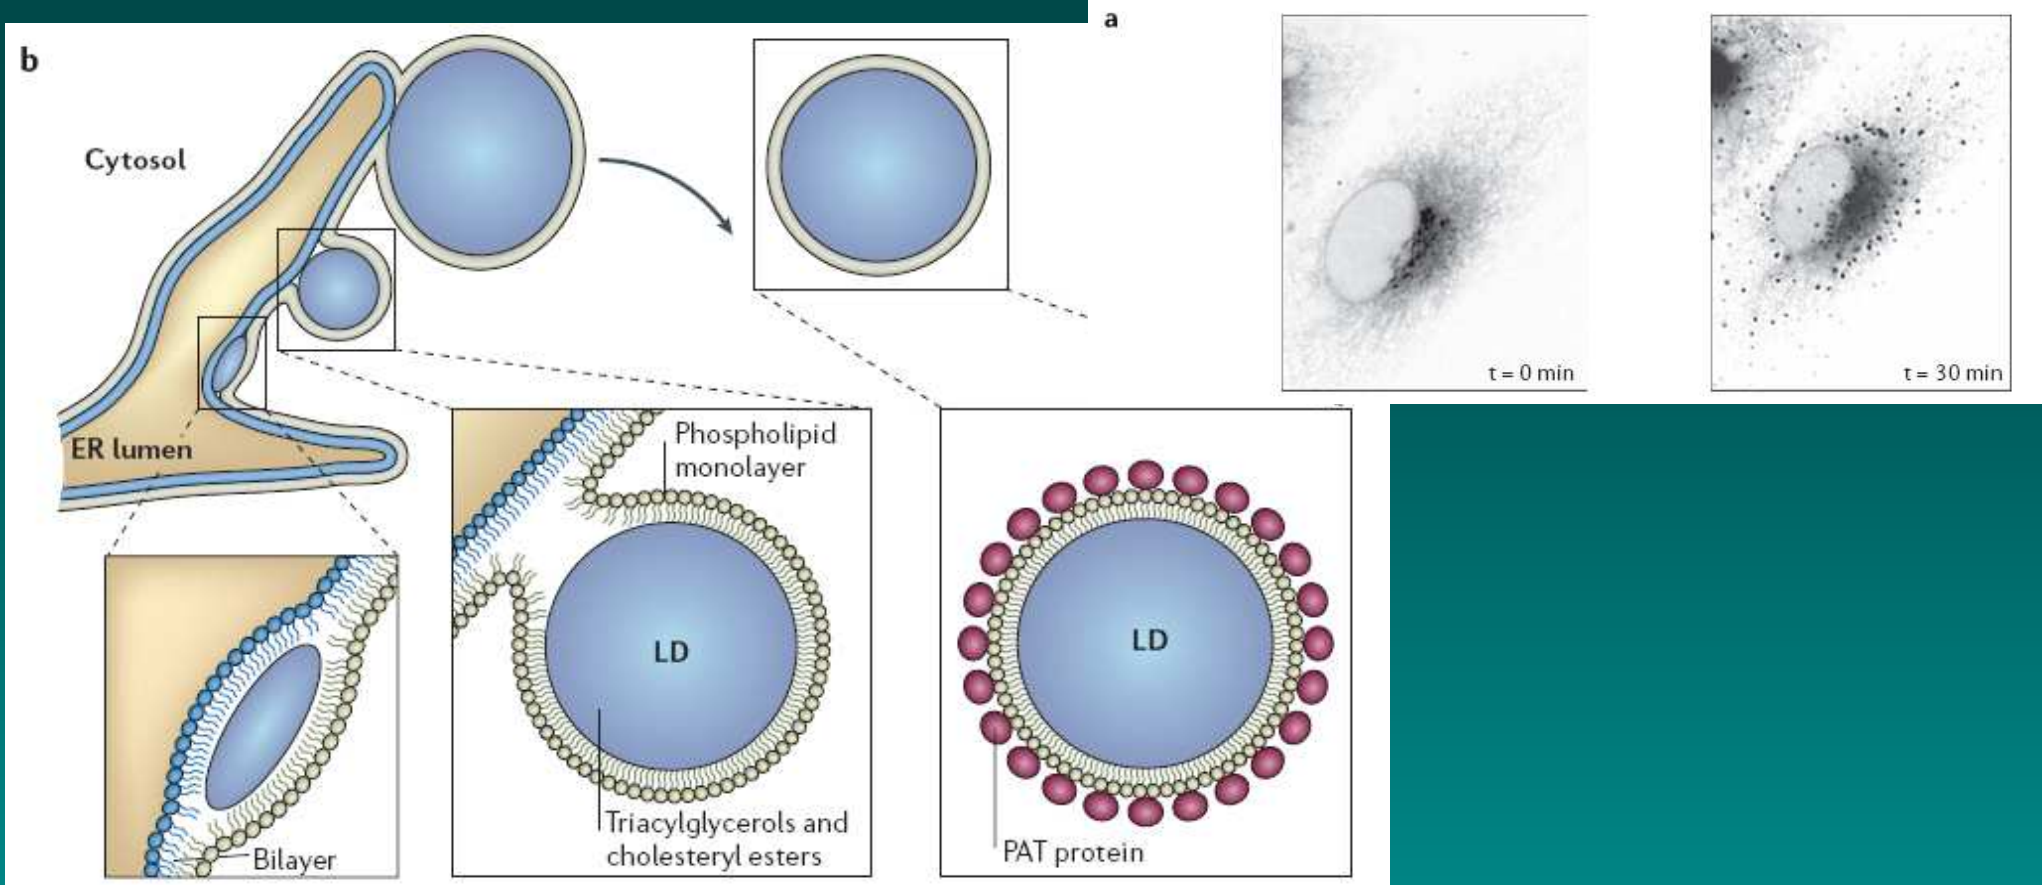 a
b
Cytosol
t = 0 min
t = 30 min
ER lumen
Phospholipid
monolayer
LD
LD
Triacylglycerols and
cholesteryl esters
PAT protein
Bilayer